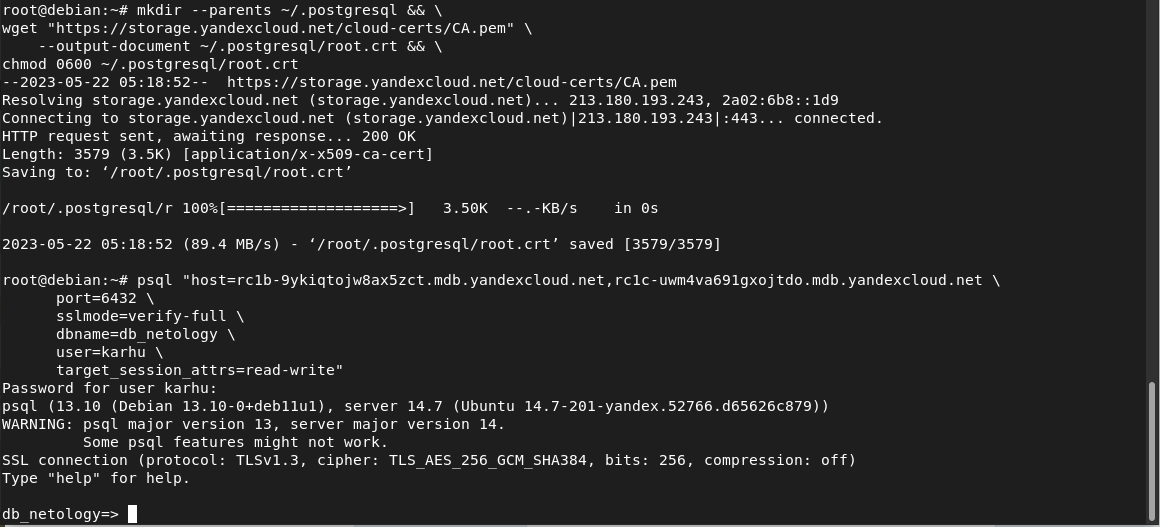 root@debian:~# mkdir --parents ~/.postgresql && \
wget "https://storage.yandexcloud.net/cloud-certs/CA.pem" \
    --output-document ~/.postgresql/root.crt && \
chmod 0600 ~/.postgresql/root.crt
--2023-05-22 05:18:52--  https://storage.yandexcloud.net/cloud-certs/CA.pem
Resolving storage.yandexcloud.net (storage.yandexcloud.net)... 213.180.193.243, 2a02:6b8::1d9
Connecting to storage.yandexcloud.net (storage.yandexcloud.net)|213.180.193.243|:443... connected.
HTTP request sent, awaiting response... 200 OK
Length: 3579 (3.5K) [application/x-x509-ca-cert]
Saving to: ‘/root/.postgresql/root.crt’

/root/.postgresql/r 100%[===================>]   3.50K  --.-KB/s    in 0s

2023-05-22 05:18:52 (89.4 MB/s) - ‘/root/.postgresql/root.crt’ saved [3579/3579]

root@debian:~# psql "host=rc1b-9ykiqtojw8ax5zct.mdb.yandexcloud.net,rc1c-uwm4va691gxojtdo.mdb.yandexcloud.net \
      port=6432 \
      sslmode=verify-full \
      dbname=db_netology \
      user=karhu \
      target_session_attrs=read-write"
Password for user karhu:
psql (13.10 (Debian 13.10-0+deb11u1), server 14.7 (Ubuntu 14.7-201-yandex.52766.d65626c879))
WARNING: psql major version 13, server major version 14.
         Some psql features might not work.
SSL connection (protocol: TLSv1.3, cipher: TLS_AES_256_GCM_SHA384, bits: 256, compression: off)
Type "help" for help.

db_netology=>